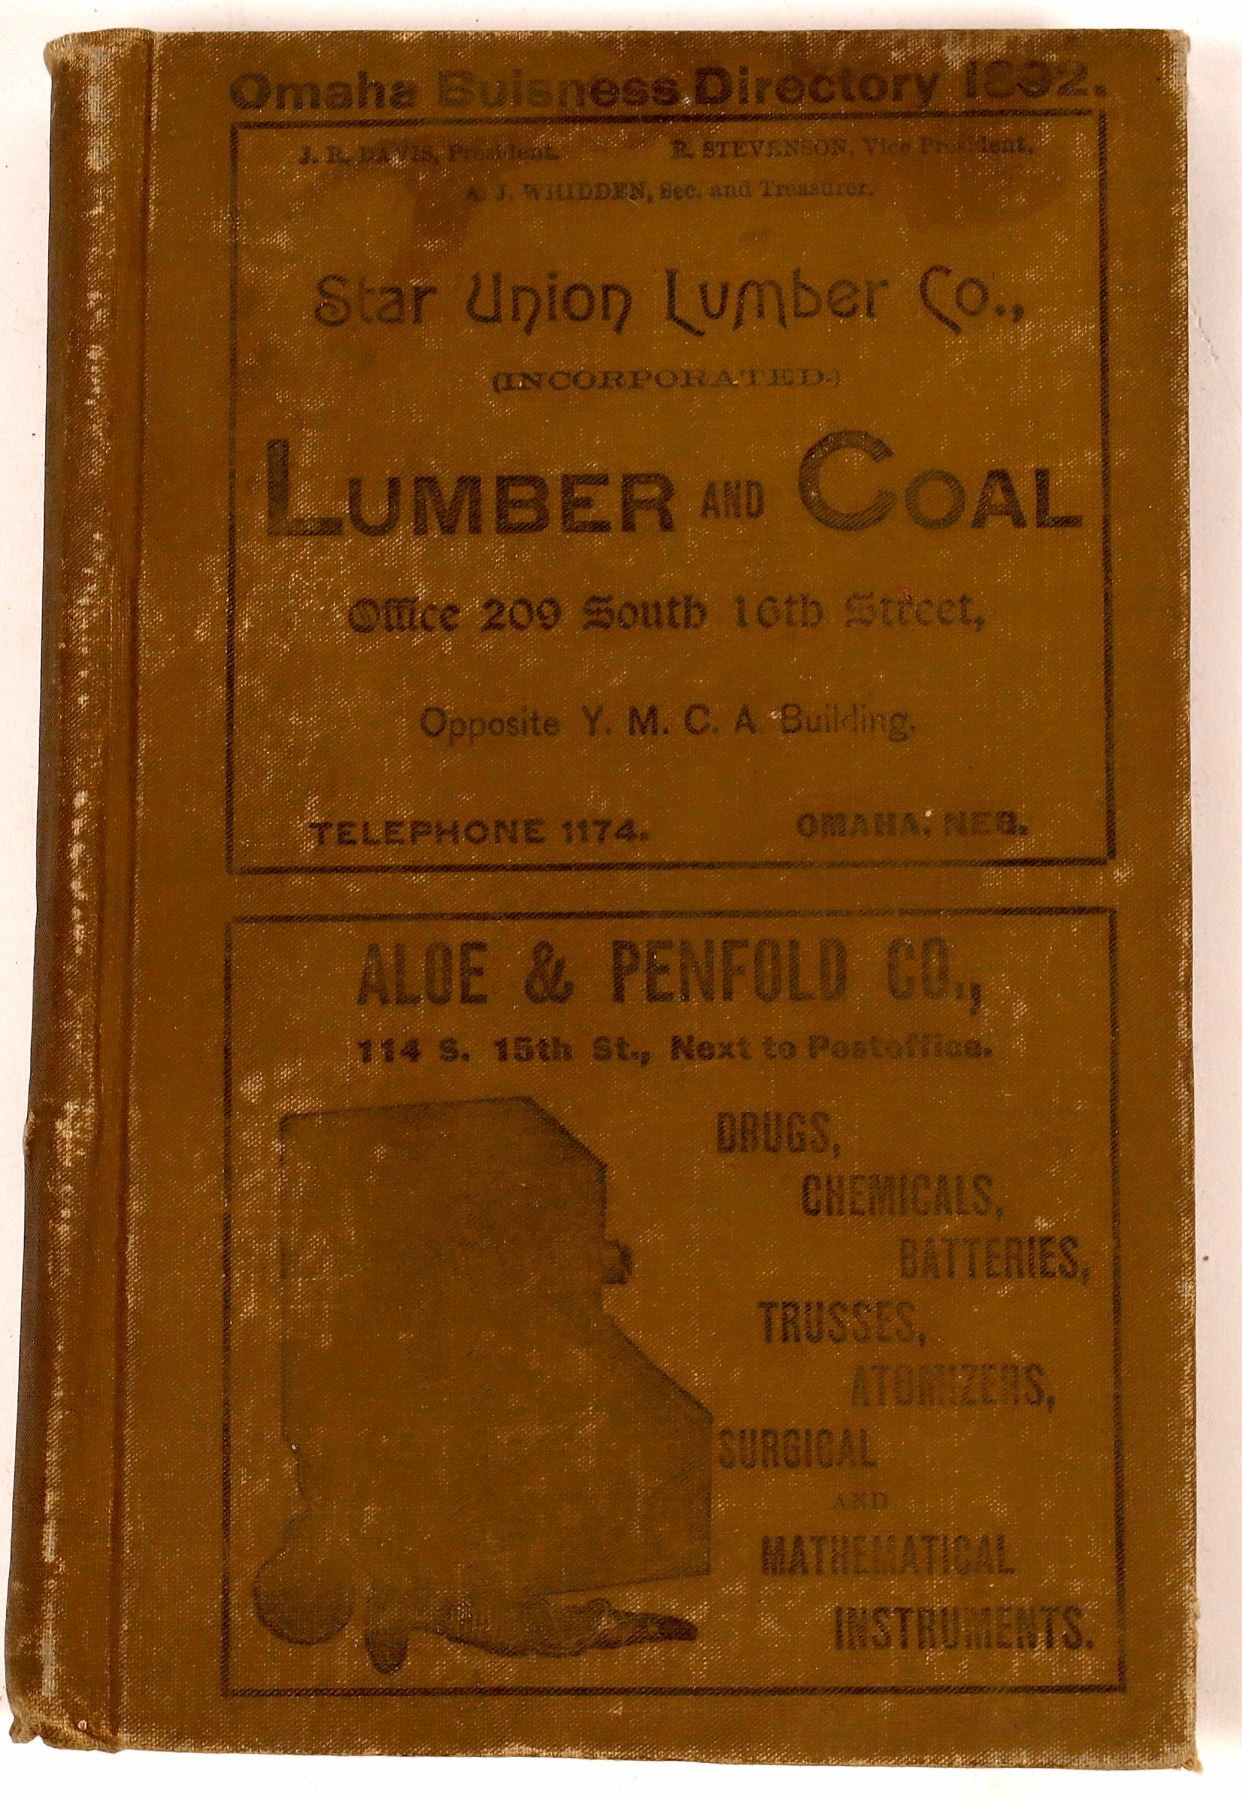 Omaha Buisness Directory 1892.
J. R. DAVIS, President. R. STEVENSON, Vice President.
A. J. WHIDDEN, Sec. and Treasurer.
Star Union Lumber Co.,
(INCORPORATED.)
LUMBER AND COAL
Office 209 South 16th Street,
Opposite Y. M. C. A Building.
TELEPHONE 1174. OMAHA, NEB.
ALOE & PENFOLD CO.,
114 S. 15th St., Next to Postoffice.
DRUGS,
CHEMICALS,
BATTERIES,
TRUSSES,
ATOMIZERS,
SURGICAL
AND
MATHEMATICAL
INSTRUMENTS.